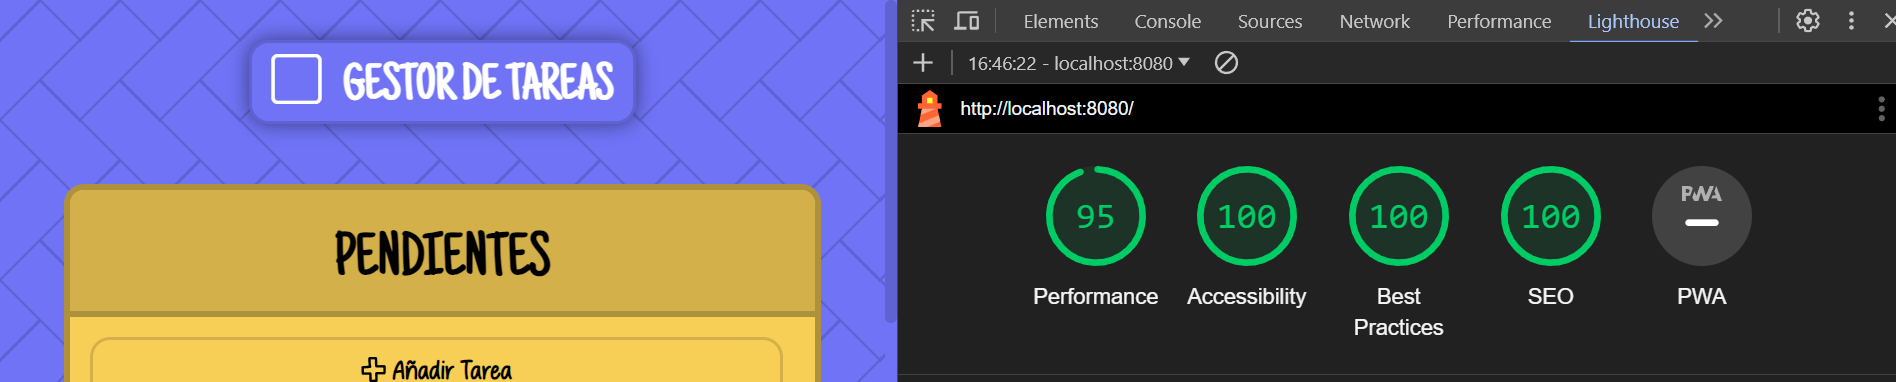 GESTOR DE TAREAS
PENDIENTES
Añadir Tarea
Elements Console Sources Network Performance Lighthouse
16:46:22 - localhost:8080
http://localhost:8080/
95 100 100 100 PWA
Performance Accessibility Best Practices SEO PWA